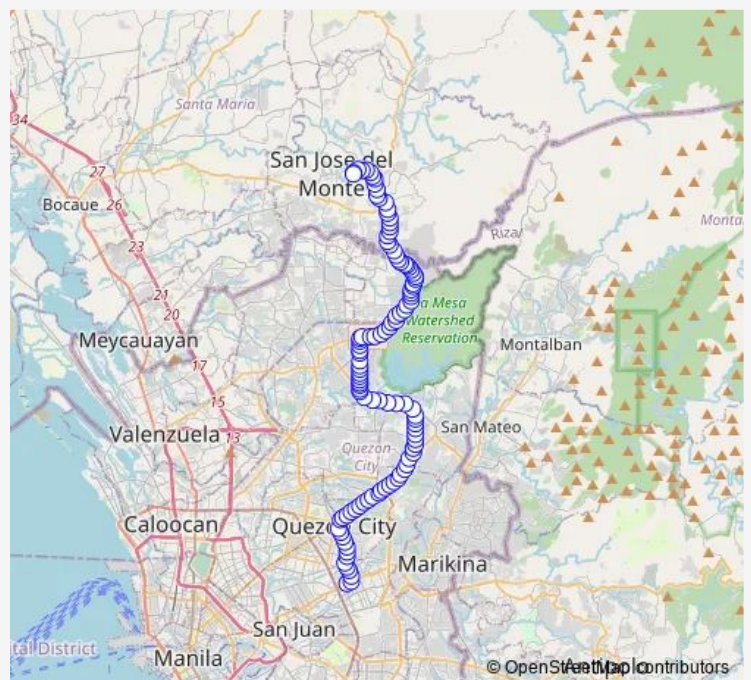 34
Santa Maria
San Jose del
Monte
27
Bocaue
26
23
Rizal
Monta
21
20
a Mesa
Watershed
Reservation
Meycauayan
Montalban
17
15
Valenzuela
13
San Mateo
Quezon
City
Caloocan
Quezon City
Marikina
San Juan
tal District
Manila
© OpenStreetMap contributors
Antipolo